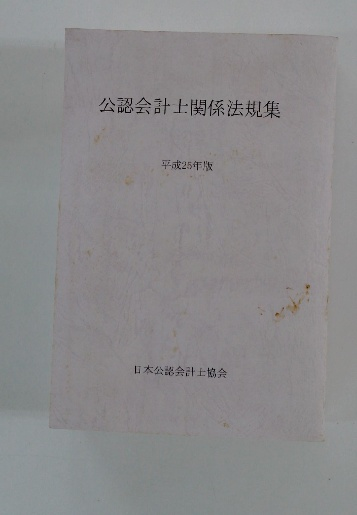 公認会計士関係法規集
平成25年版
日本公認会計士協会